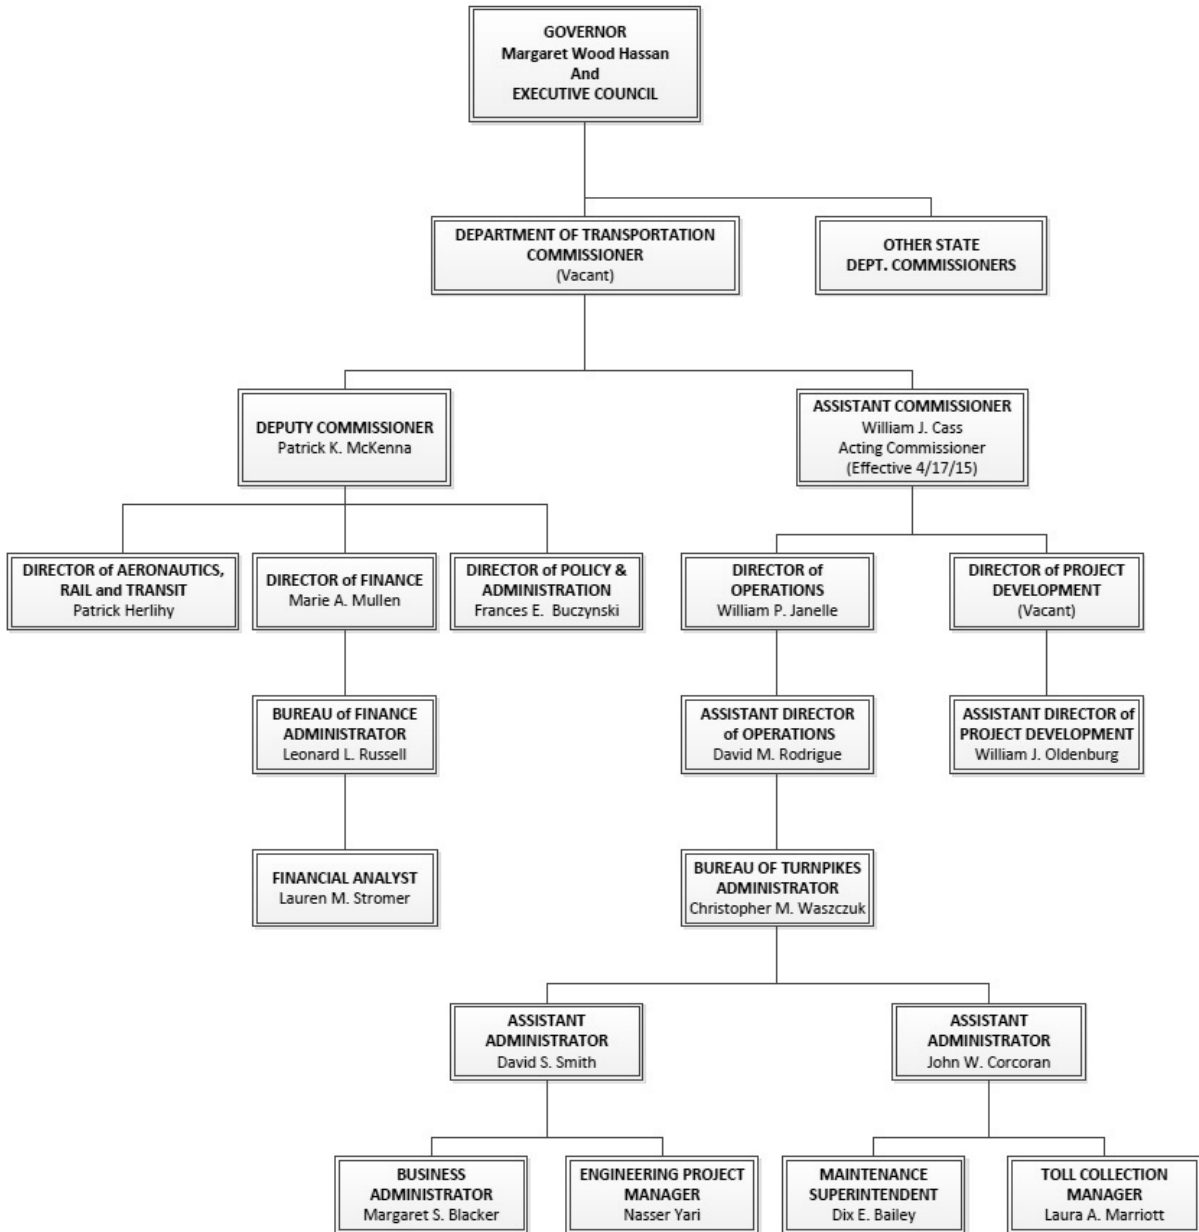 GOVERNOR
Margaret Wood Hassan
And
EXECUTIVE COUNCIL
DEPARTMENT OF TRANSPORTATION
COMMISSIONER
(Vacant)
OTHER STATE
DEPT. COMMISSIONERS
DEPUTY COMMISSIONER
Patrick K. McKenna
ASSISTANT COMMISSIONER
William J. Cass
Acting Commissioner
(Effective 4/17/15)
DIRECTOR of AERONAUTICS,
RAIL and TRANSIT
Patrick Herlihy
DIRECTOR of FINANCE
Marie A. Mullen
DIRECTOR of POLICY &
ADMINISTRATION
Frances E. Buczynski
DIRECTOR of
OPERATIONS
William P. Janelle
DIRECTOR of PROJECT
DEVELOPMENT
(Vacant)
BUREAU of FINANCE
ADMINISTRATOR
Leonard L. Russell
ASSISTANT DIRECTOR
of OPERATIONS
David M. Rodrigue
ASSISTANT DIRECTOR of
PROJECT DEVELOPMENT
William J. Oldenburg
FINANCIAL ANALYST
Lauren M. Stromer
BUREAU OF TURNPIKES
ADMINISTRATOR
Christopher M. Waszczuk
ASSISTANT
ADMINISTRATOR
David S. Smith
ASSISTANT
ADMINISTRATOR
John W. Corcoran
BUSINESS
ADMINISTRATOR
Margaret S. Blacker
ENGINEERING PROJECT
MANAGER
Nasser Yari
MAINTENANCE
SUPERINTENDENT
Dix E. Bailey
TOLL COLLECTION
MANAGER
Laura A. Marriott